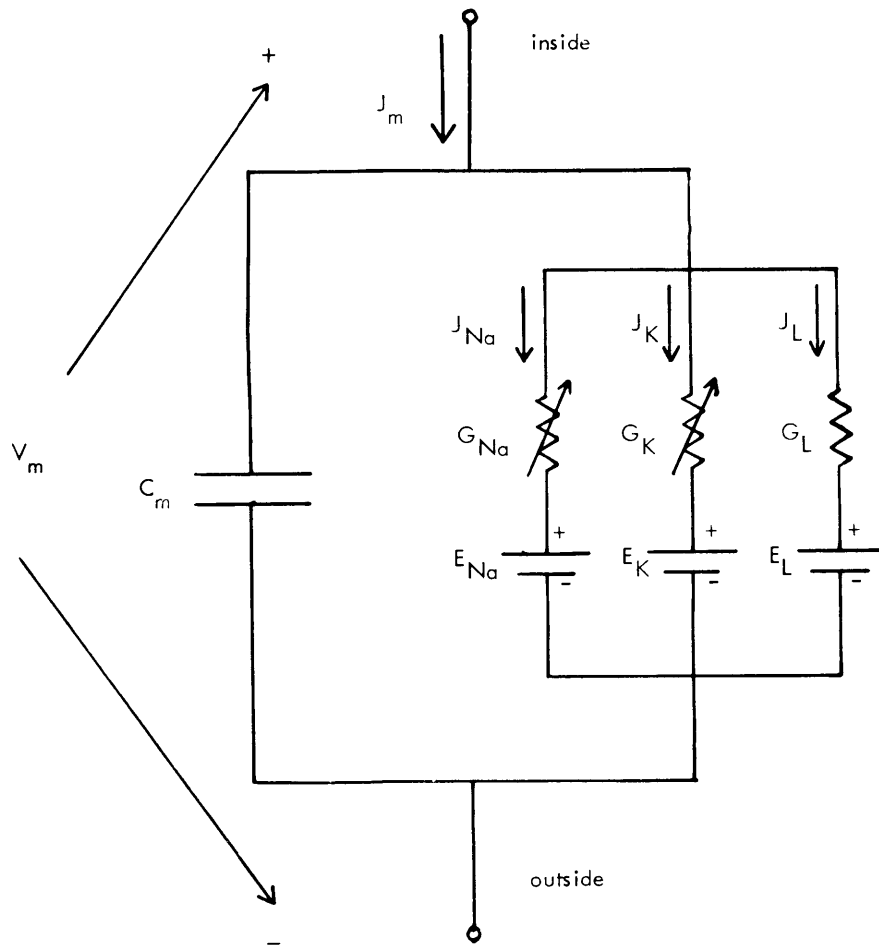 inside
+
J_m
J_Na
J_K
J_L
G_Na
G_K
G_L
V_m
C_m
+
+
+
E_Na
E_K
E_L
-
-
-
outside
-